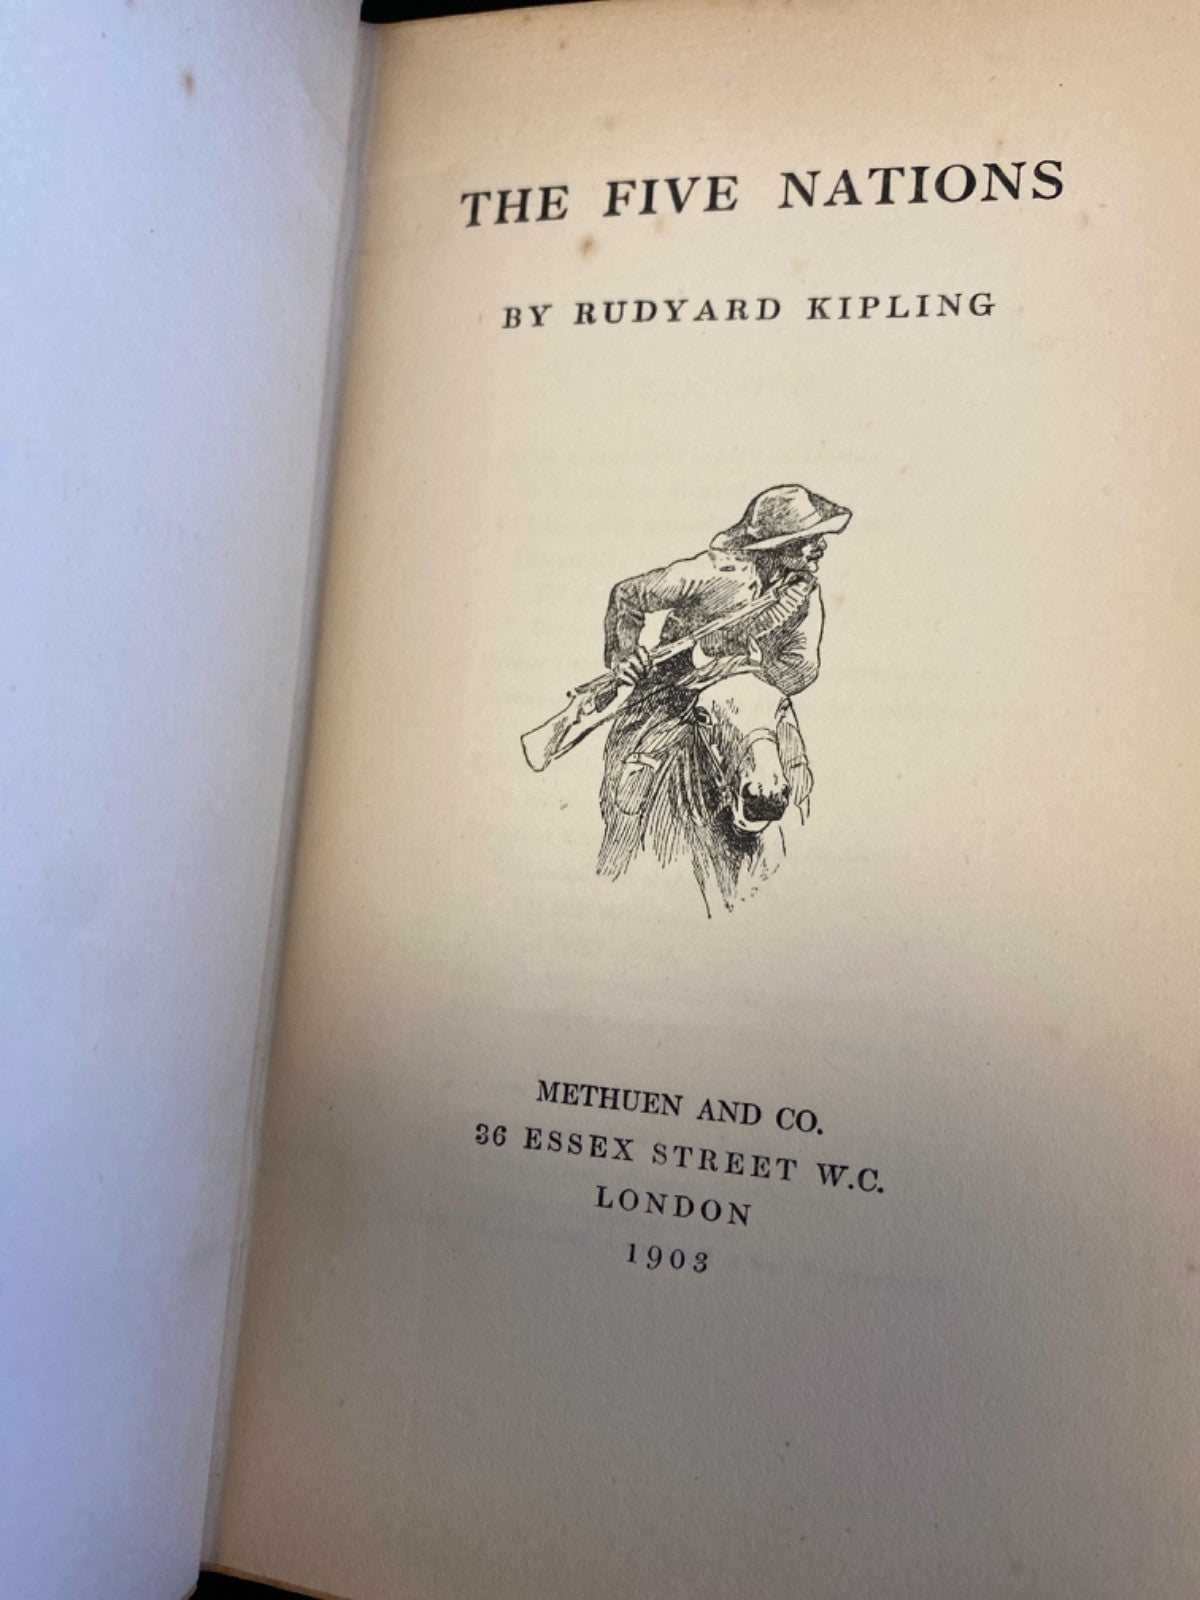 THE FIVE NATIONS
BY RUDYARD KIPLING
METHUEN AND CO.
36 ESSEX STREET W.C.
LONDON
1903